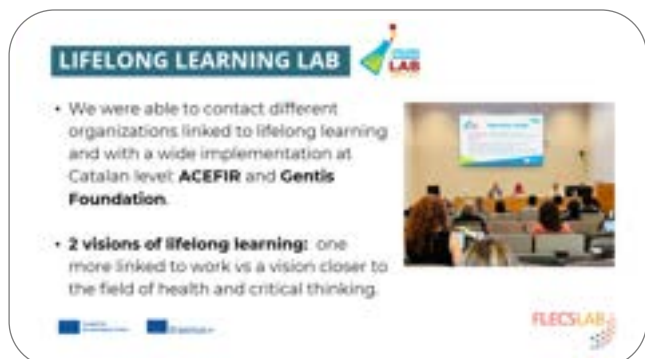 LIFELONG LEARNING LAB
LAB
• We were able to contact different
organizations linked to lifelong learning
and with a wide implementation at
Catalan level: ACEFIR and Gentis
Foundation.
• 2 visions of lifelong learning: one
more linked to work vs a vision closer to
the field of health and critical thinking.
Erasmus+
FLECSLAB